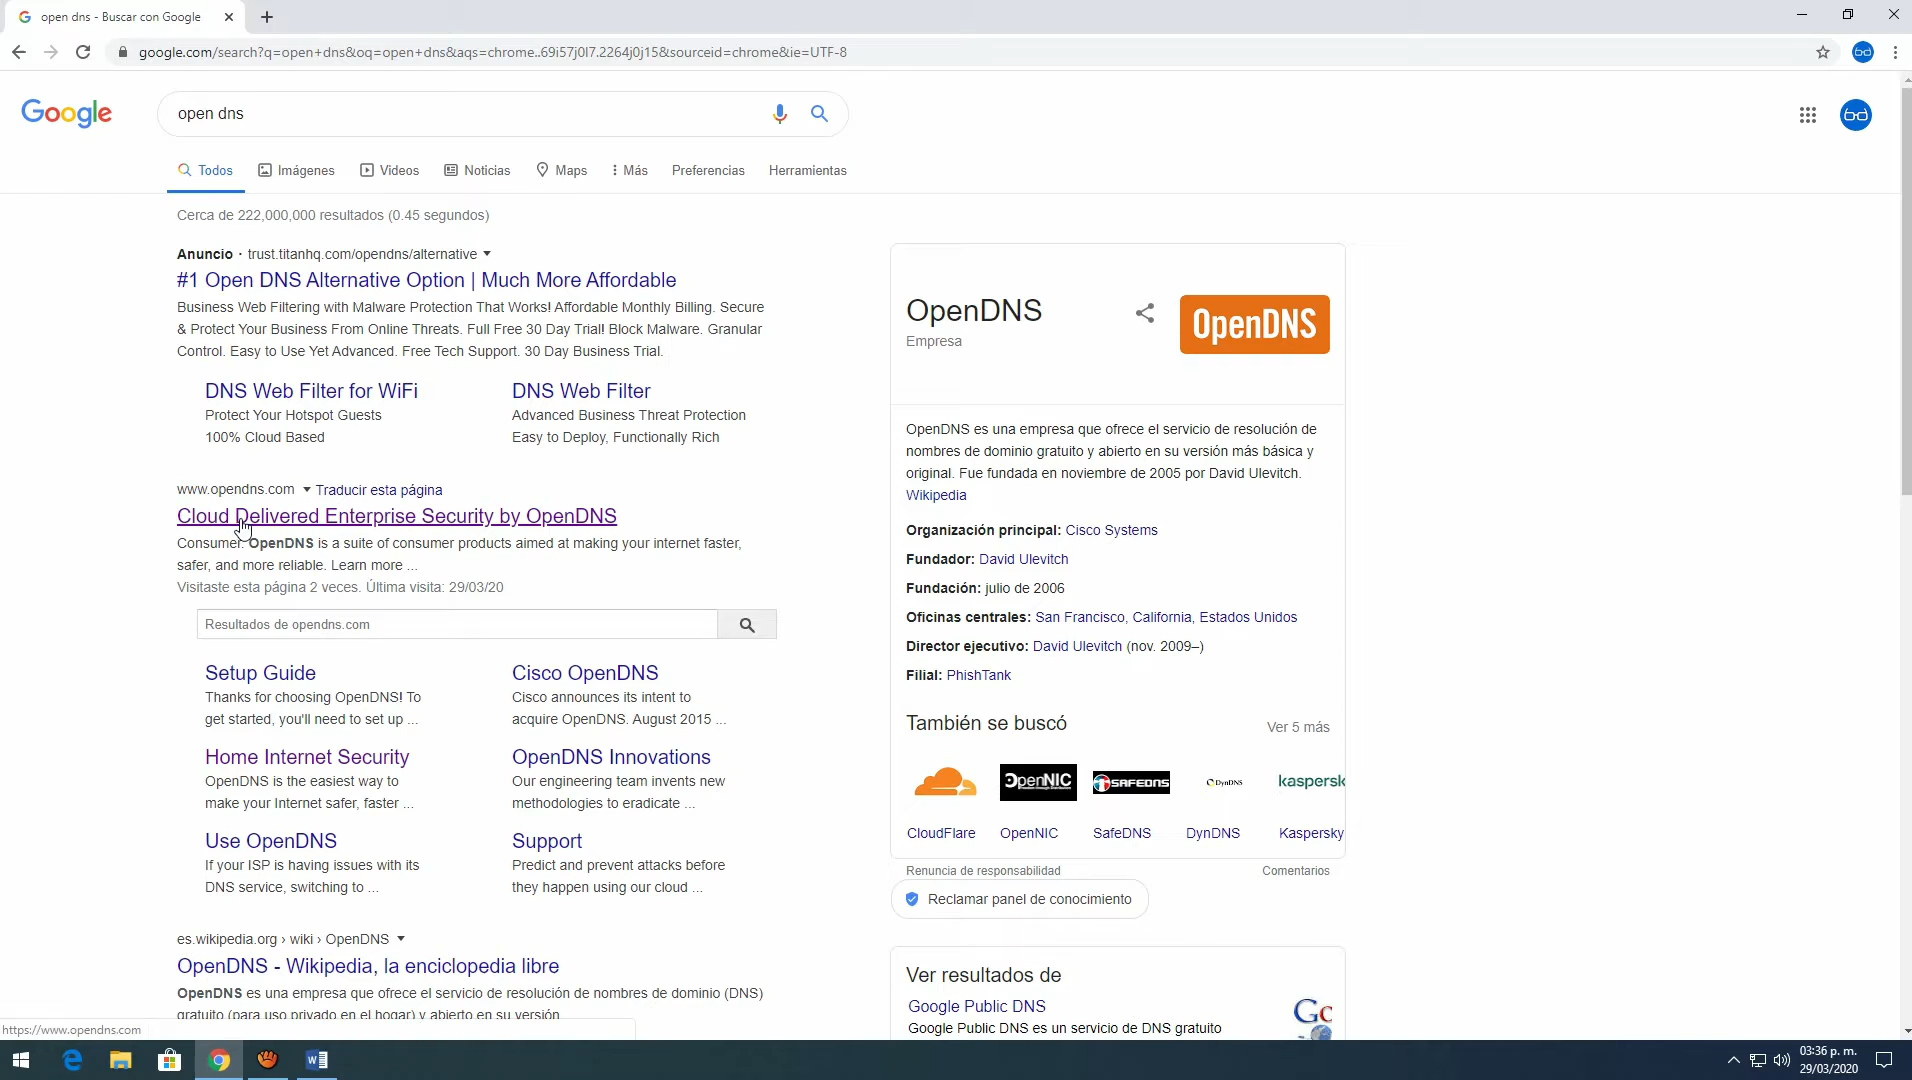 open dns - Buscar con Google
google.com/search?q=open+dns&oq=open+dns&aqs=chrome..69i57j0l7.2264j0j15&sourceid=chrome&ie=UTF-8
Google
open dns
Todos
Imágenes
Videos
Noticias
Maps
Más
Preferencias
Herramientas
Cerca de 222,000,000 resultados (0.45 segundos)
Anuncio · trust.titanhq.com/opendns/alternative
#1 Open DNS Alternative Option | Much More Affordable
Business Web Filtering with Malware Protection That Works! Affordable Monthly Billing. Secure
& Protect Your Business From Online Threats. Full Free 30 Day Trial! Block Malware. Granular
Control. Easy to Use Yet Advanced. Free Tech Support. 30 Day Business Trial.
DNS Web Filter for WiFi
Protect Your Hotspot Guests
100% Cloud Based
DNS Web Filter
Advanced Business Threat Protection
Easy to Deploy, Functionally Rich
www.opendns.com
Traducir esta página
Cloud Delivered Enterprise Security by OpenDNS
Consumer. OpenDNS is a suite of consumer products aimed at making your internet faster,
safer, and more reliable. Learn more ...
Visitaste esta página 2 veces. Última visita: 29/03/20
Resultados de opendns.com
Setup Guide
Thanks for choosing OpenDNS! To
get started, you'll need to set up ...
Cisco OpenDNS
Cisco announces its intent to
acquire OpenDNS. August 2015 ...
Home Internet Security
OpenDNS is the easiest way to
make your Internet safer, faster ...
OpenDNS Innovations
Our engineering team invents new
methodologies to eradicate ...
Use OpenDNS
If your ISP is having issues with its
DNS service, switching to ...
Support
Predict and prevent attacks before
they happen using our cloud ...
es.wikipedia.org › wiki › OpenDNS
OpenDNS - Wikipedia, la enciclopedia libre
OpenDNS es una empresa que ofrece el servicio de resolución de nombres de dominio (DNS)
gratuito (para uso privado en el hogar) y abierto en su versión
https://www.opendns.com
OpenDNS
Empresa
OpenDNS
OpenDNS es una empresa que ofrece el servicio de resolución de
nombres de dominio gratuito y abierto en su versión más básica y
original. Fue fundada en noviembre de 2005 por David Ulevitch.
Wikipedia
Organización principal: Cisco Systems
Fundador: David Ulevitch
Fundación: julio de 2006
Oficinas centrales: San Francisco, California, Estados Unidos
Director ejecutivo: David Ulevitch (nov. 2009–)
Filial: PhishTank
También se buscó
Ver 5 más
OpenNIC
SAFEDNS
DynDNS
kaspersk
CloudFlare
OpenNIC
SafeDNS
DynDNS
Kaspersky
Renuncia de responsabilidad
Comentarios
Reclamar panel de conocimiento
Ver resultados de
Google Public DNS
Google Public DNS es un servicio de DNS gratuito
Go
03:36 p. m.
29/03/2020